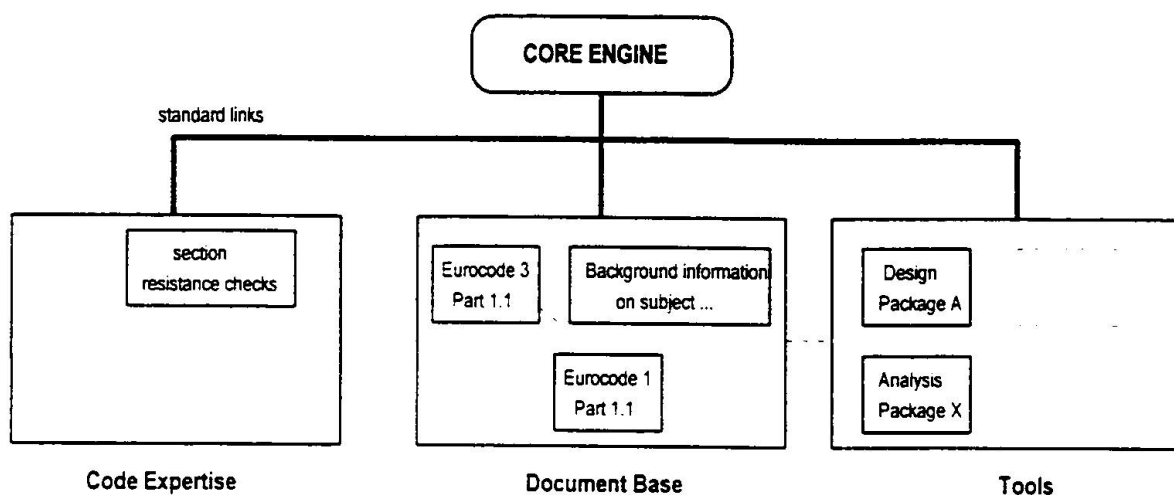 CORE ENGINE
standard links
section
resistance checks
Eurocode 3
Part 1.1
Background information
on subject ...
Eurocode 1
Part 1.1
Design
Package A
Analysis
Package X
Code Expertise
Document Base
Tools